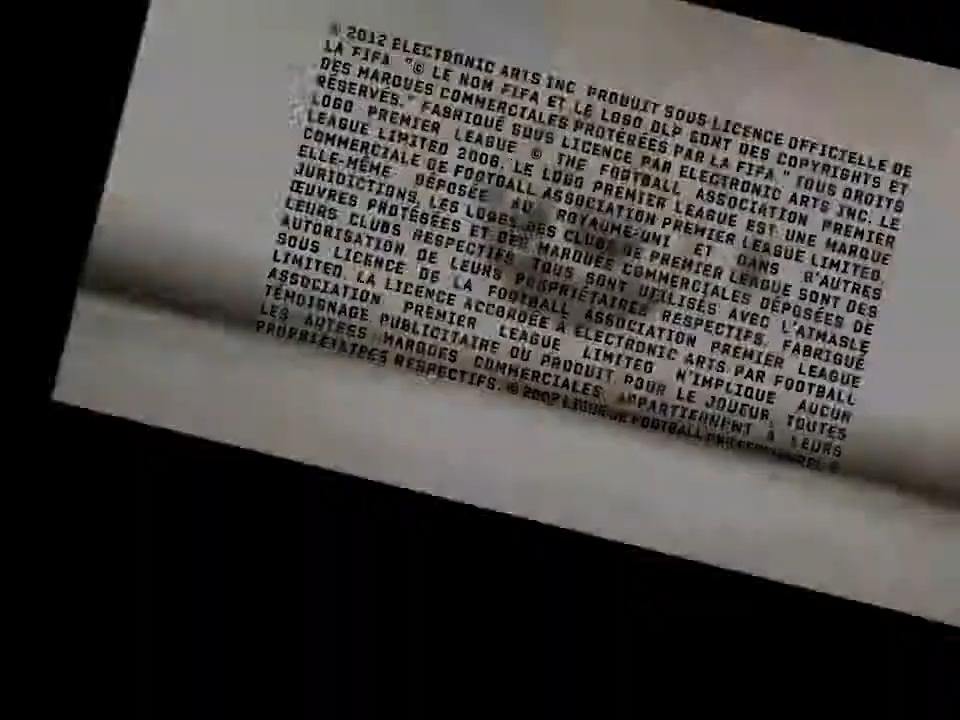 © 2012 ELECTRONIC ARTS INC. PRODUIT SOUS LICENCE OFFICIELLE DE
LA FIFA "© LE NOM FIFA ET LE LOGO OLP SONT DES COPYRIGHTS ET
DES MARQUES COMMERCIALES PROTÉGÉES PAR LA FIFA." TOUS DROITS
RÉSERVÉS." FABRIQUÉ SOUS LICENCE PAR ELECTRONIC ARTS INC. LE
LOGO PREMIER LEAGUE © THE FOOTBALL ASSOCIATION PREMIER
LEAGUE LIMITED 2006. LE LOGO PREMIER LEAGUE EST UNE MARQUE
COMMERCIALE DE FOOTBALL ASSOCIATION PREMIER LEAGUE LIMITED,
ELLE-MÊME DÉPOSÉE AU ROYAUME-UNI ET DANS D'AUTRES
JURIDICTIONS. LES LOGOS DES CLUBS DE PREMIER LEAGUE SONT DES
ŒUVRES PROTÉGÉES ET DES MARQUES COMMERCIALES DÉPOSÉES DE
LEURS CLUBS RESPECTIFS. TOUS SONT UTILISÉS AVEC L'AIMABLE
AUTORISATION DE LEURS PROPRIÉTAIRES RESPECTIFS. FABRIQUÉ
SOUS LICENCE DE LA FOOTBALL ASSOCIATION PREMIER LEAGUE
LIMITED. LA LICENCE ACCORDÉE À ELECTRONIC ARTS PAR FOOTBALL
ASSOCIATION PREMIER LEAGUE LIMITED N'IMPLIQUE AUCUN
TÉMOIGNAGE PUBLICITAIRE OU PRODUIT POUR LE JOUEUR. TOUTES
LES AUTRES MARQUES COMMERCIALES APPARTIENNENT À LEURS
PROPRIÉTAIRES RESPECTIFS. © 2002 LIGUE DE FOOTBALL PROFESSIONNEL ®